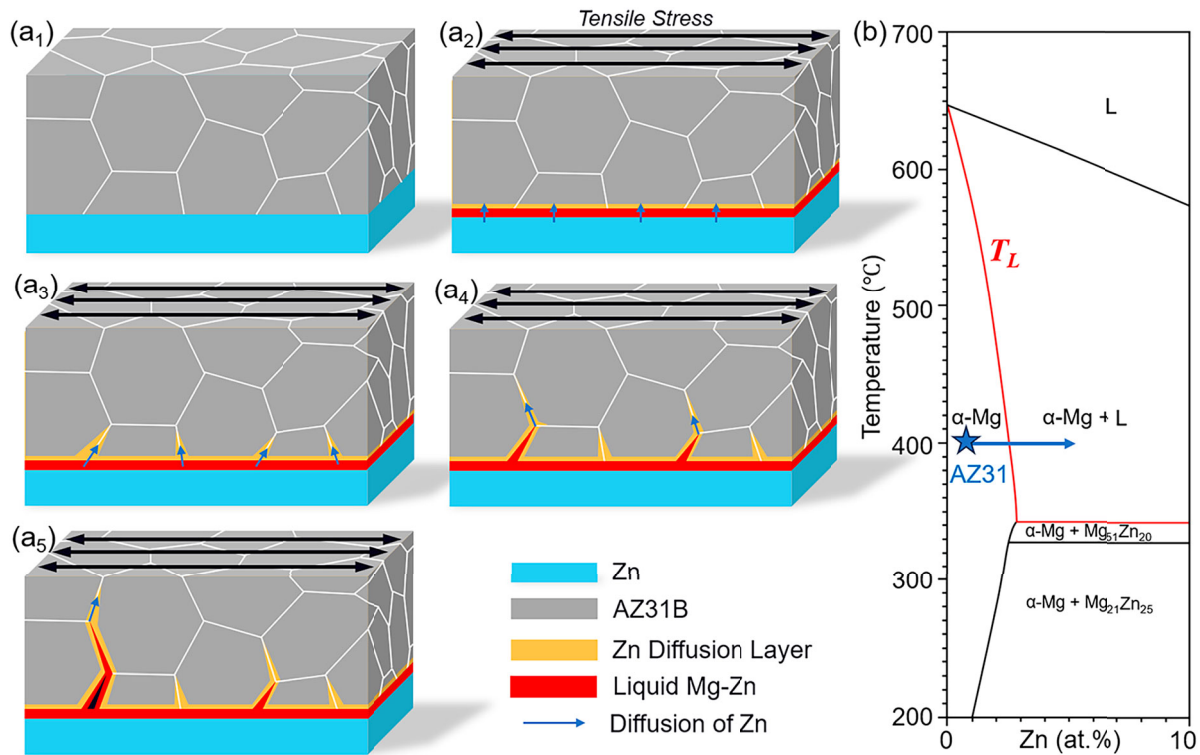 (a₁)
(a₂)
Tensile Stress
(a₃)
(a₄)
(a₅)
Zn
AZ31B
Zn Diffusion Layer
Liquid Mg-Zn
Diffusion of Zn
(b)
700
600
500
400
300
200
Temperature (℃)
L
T_L
α-Mg
α-Mg + L
AZ31
α-Mg + Mg₅₁Zn₂₀
α-Mg + Mg₂₁Zn₂₅
0
Zn (at.%)
10